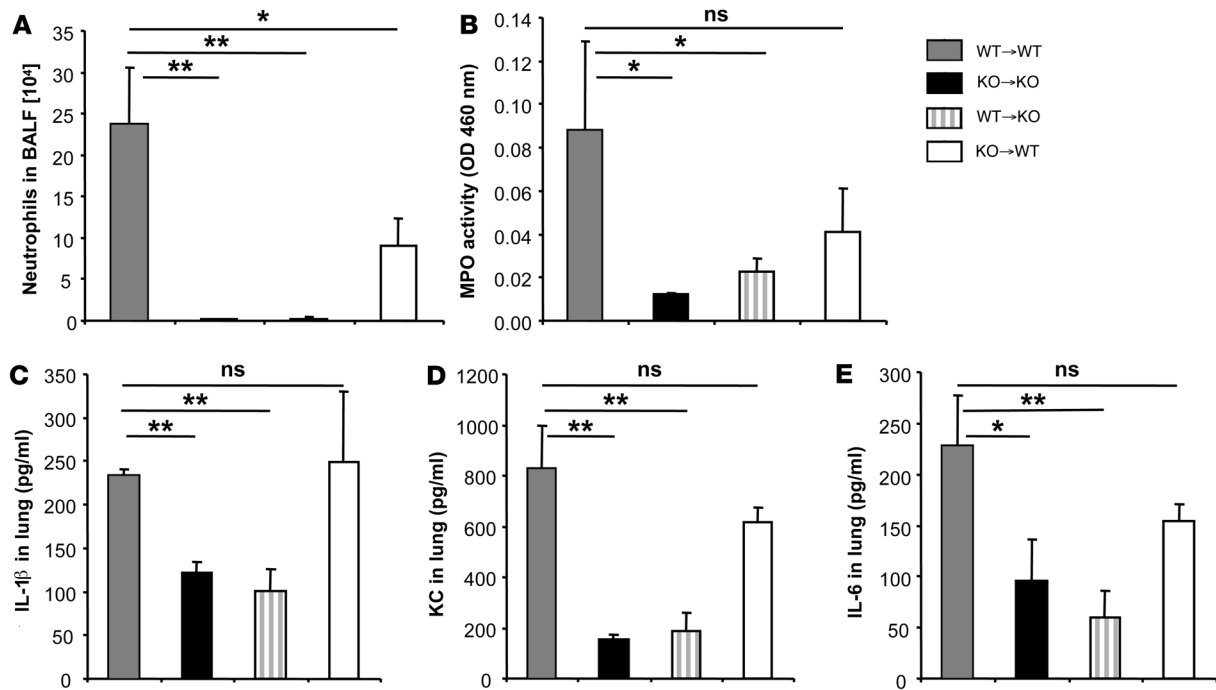 A
Neutrophils in BALF [10⁴]
40
35
30
25
20
15
10
5
0
*
**
**
B
MPO activity (OD 460 nm)
0.14
0.12
0.10
0.08
0.06
0.04
0.02
0.00
ns
*
*
WT→WT
KO→KO
WT→KO
KO→WT
C
IL-1β in lung (pg/ml)
350
300
250
200
150
100
50
0
ns
**
**
D
KC in lung (pg/ml)
1200
1000
800
600
400
200
0
ns
**
**
E
IL-6 in lung (pg/ml)
300
250
200
150
100
50
0
ns
**
*